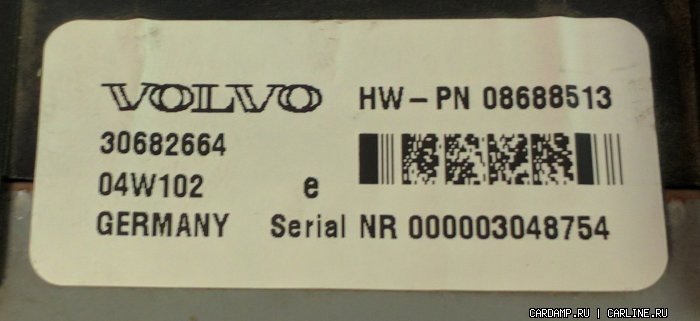 VOLVO HW-PN 08688513
30682664
04W102 e
GERMANY Serial NR 000003048754
CARDAMP.RU | CARLINE.RU